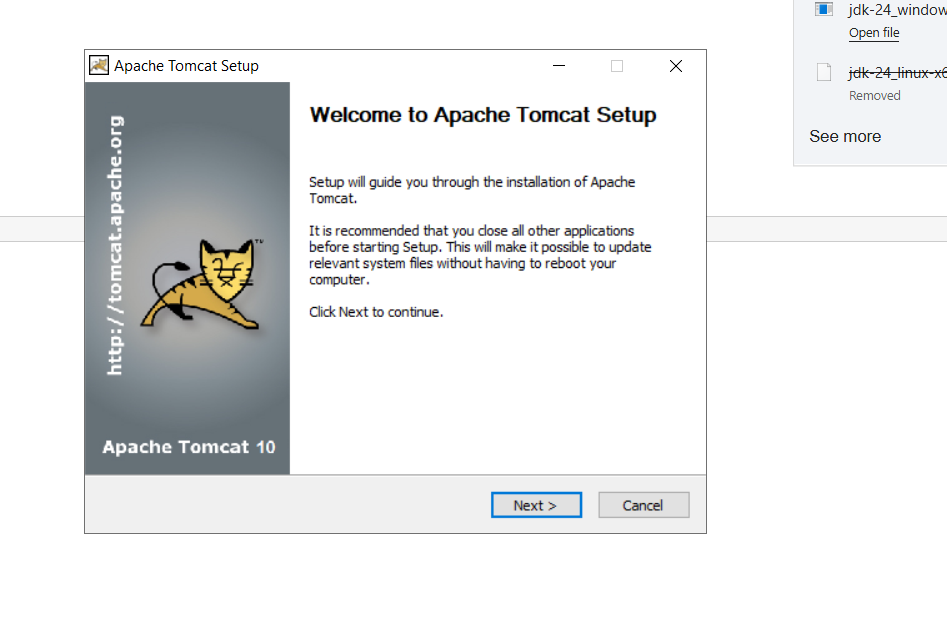 jdk-24_window
Open file
Apache Tomcat Setup
jdk-24_linux-x6
Removed
Welcome to Apache Tomcat Setup
See more
http://tomcat.apache.org
Setup will guide you through the installation of Apache
Tomcat.
It is recommended that you close all other applications
before starting Setup. This will make it possible to update
relevant system files without having to reboot your
computer.
Click Next to continue.
TM
Apache Tomcat 10
Next >
Cancel